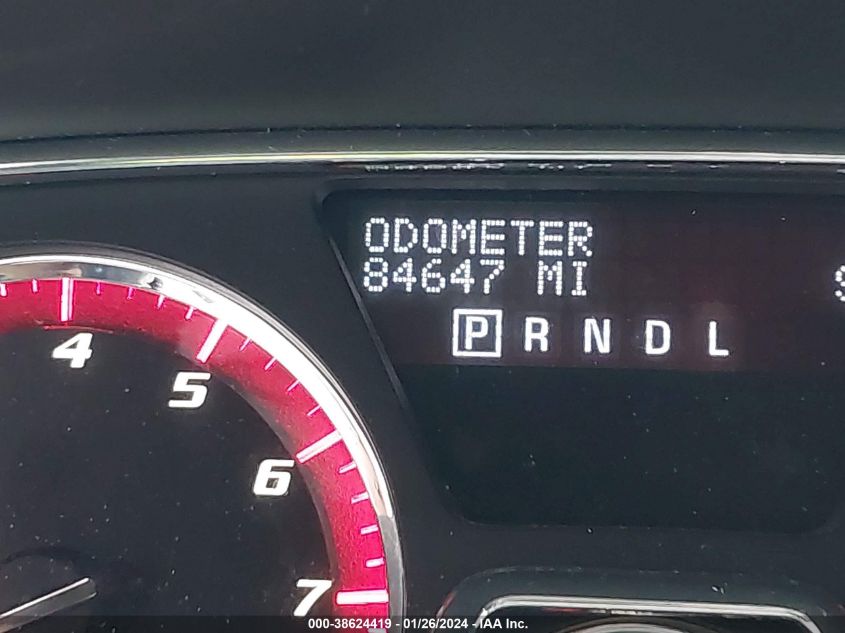 ODOMETER
84647 MI
P R N D L
4
5
6
7
000-38624419 - 01/26/2024 - IAA Inc.